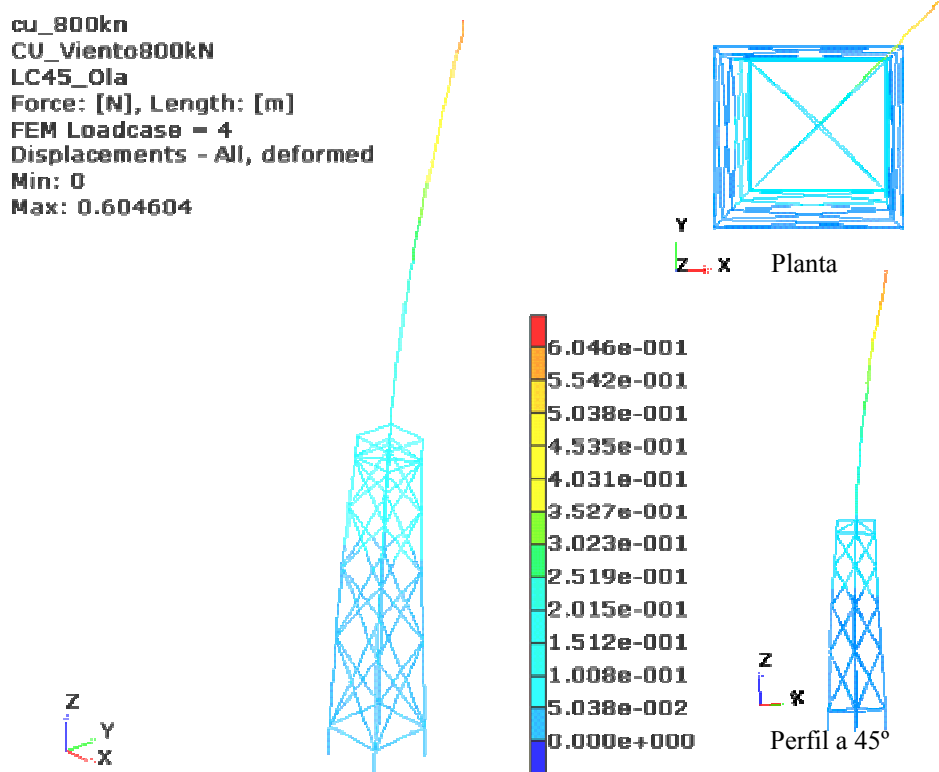 cu_800kn
CU_Viento800kN
LC45_Ola
Force: [N], Length: [m]
FEM Loadcase = 4
Displacements - All, deformed
Min: 0
Max: 0.604604
Y
Z X
Planta
6.046e-001
5.542e-001
5.038e-001
4.535e-001
4.031e-001
3.527e-001
3.023e-001
2.519e-001
2.015e-001
1.512e-001
1.008e-001
5.038e-002
0.000e+000
Z
Y
X
Z
Perfil a 45º